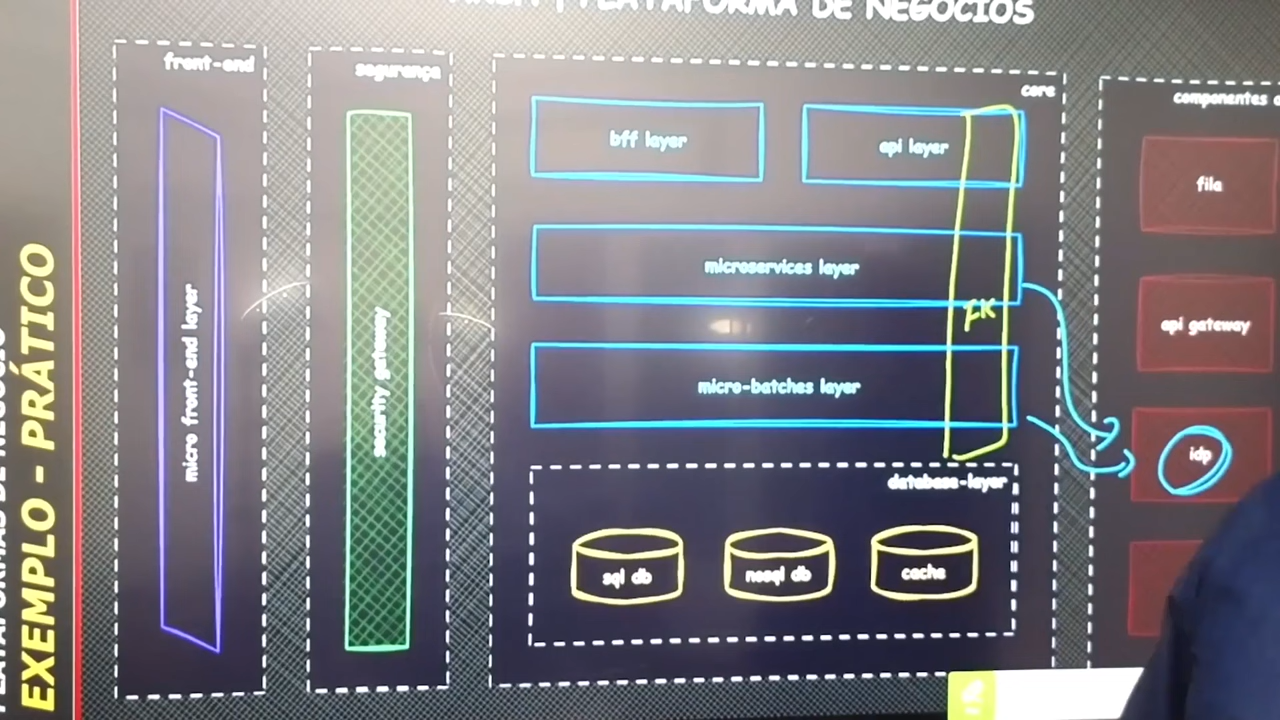 PLATAFORMA DE NEGÓCIOS
EXEMPLO - PRÁTICO
front-end
micro front-end layer
segurança
security gateway
core
bff layer
api layer
microservices layer
micro-batches layer
FK
database-layer
sql db
nosql db
cache
componentes
fila
api gateway
idp